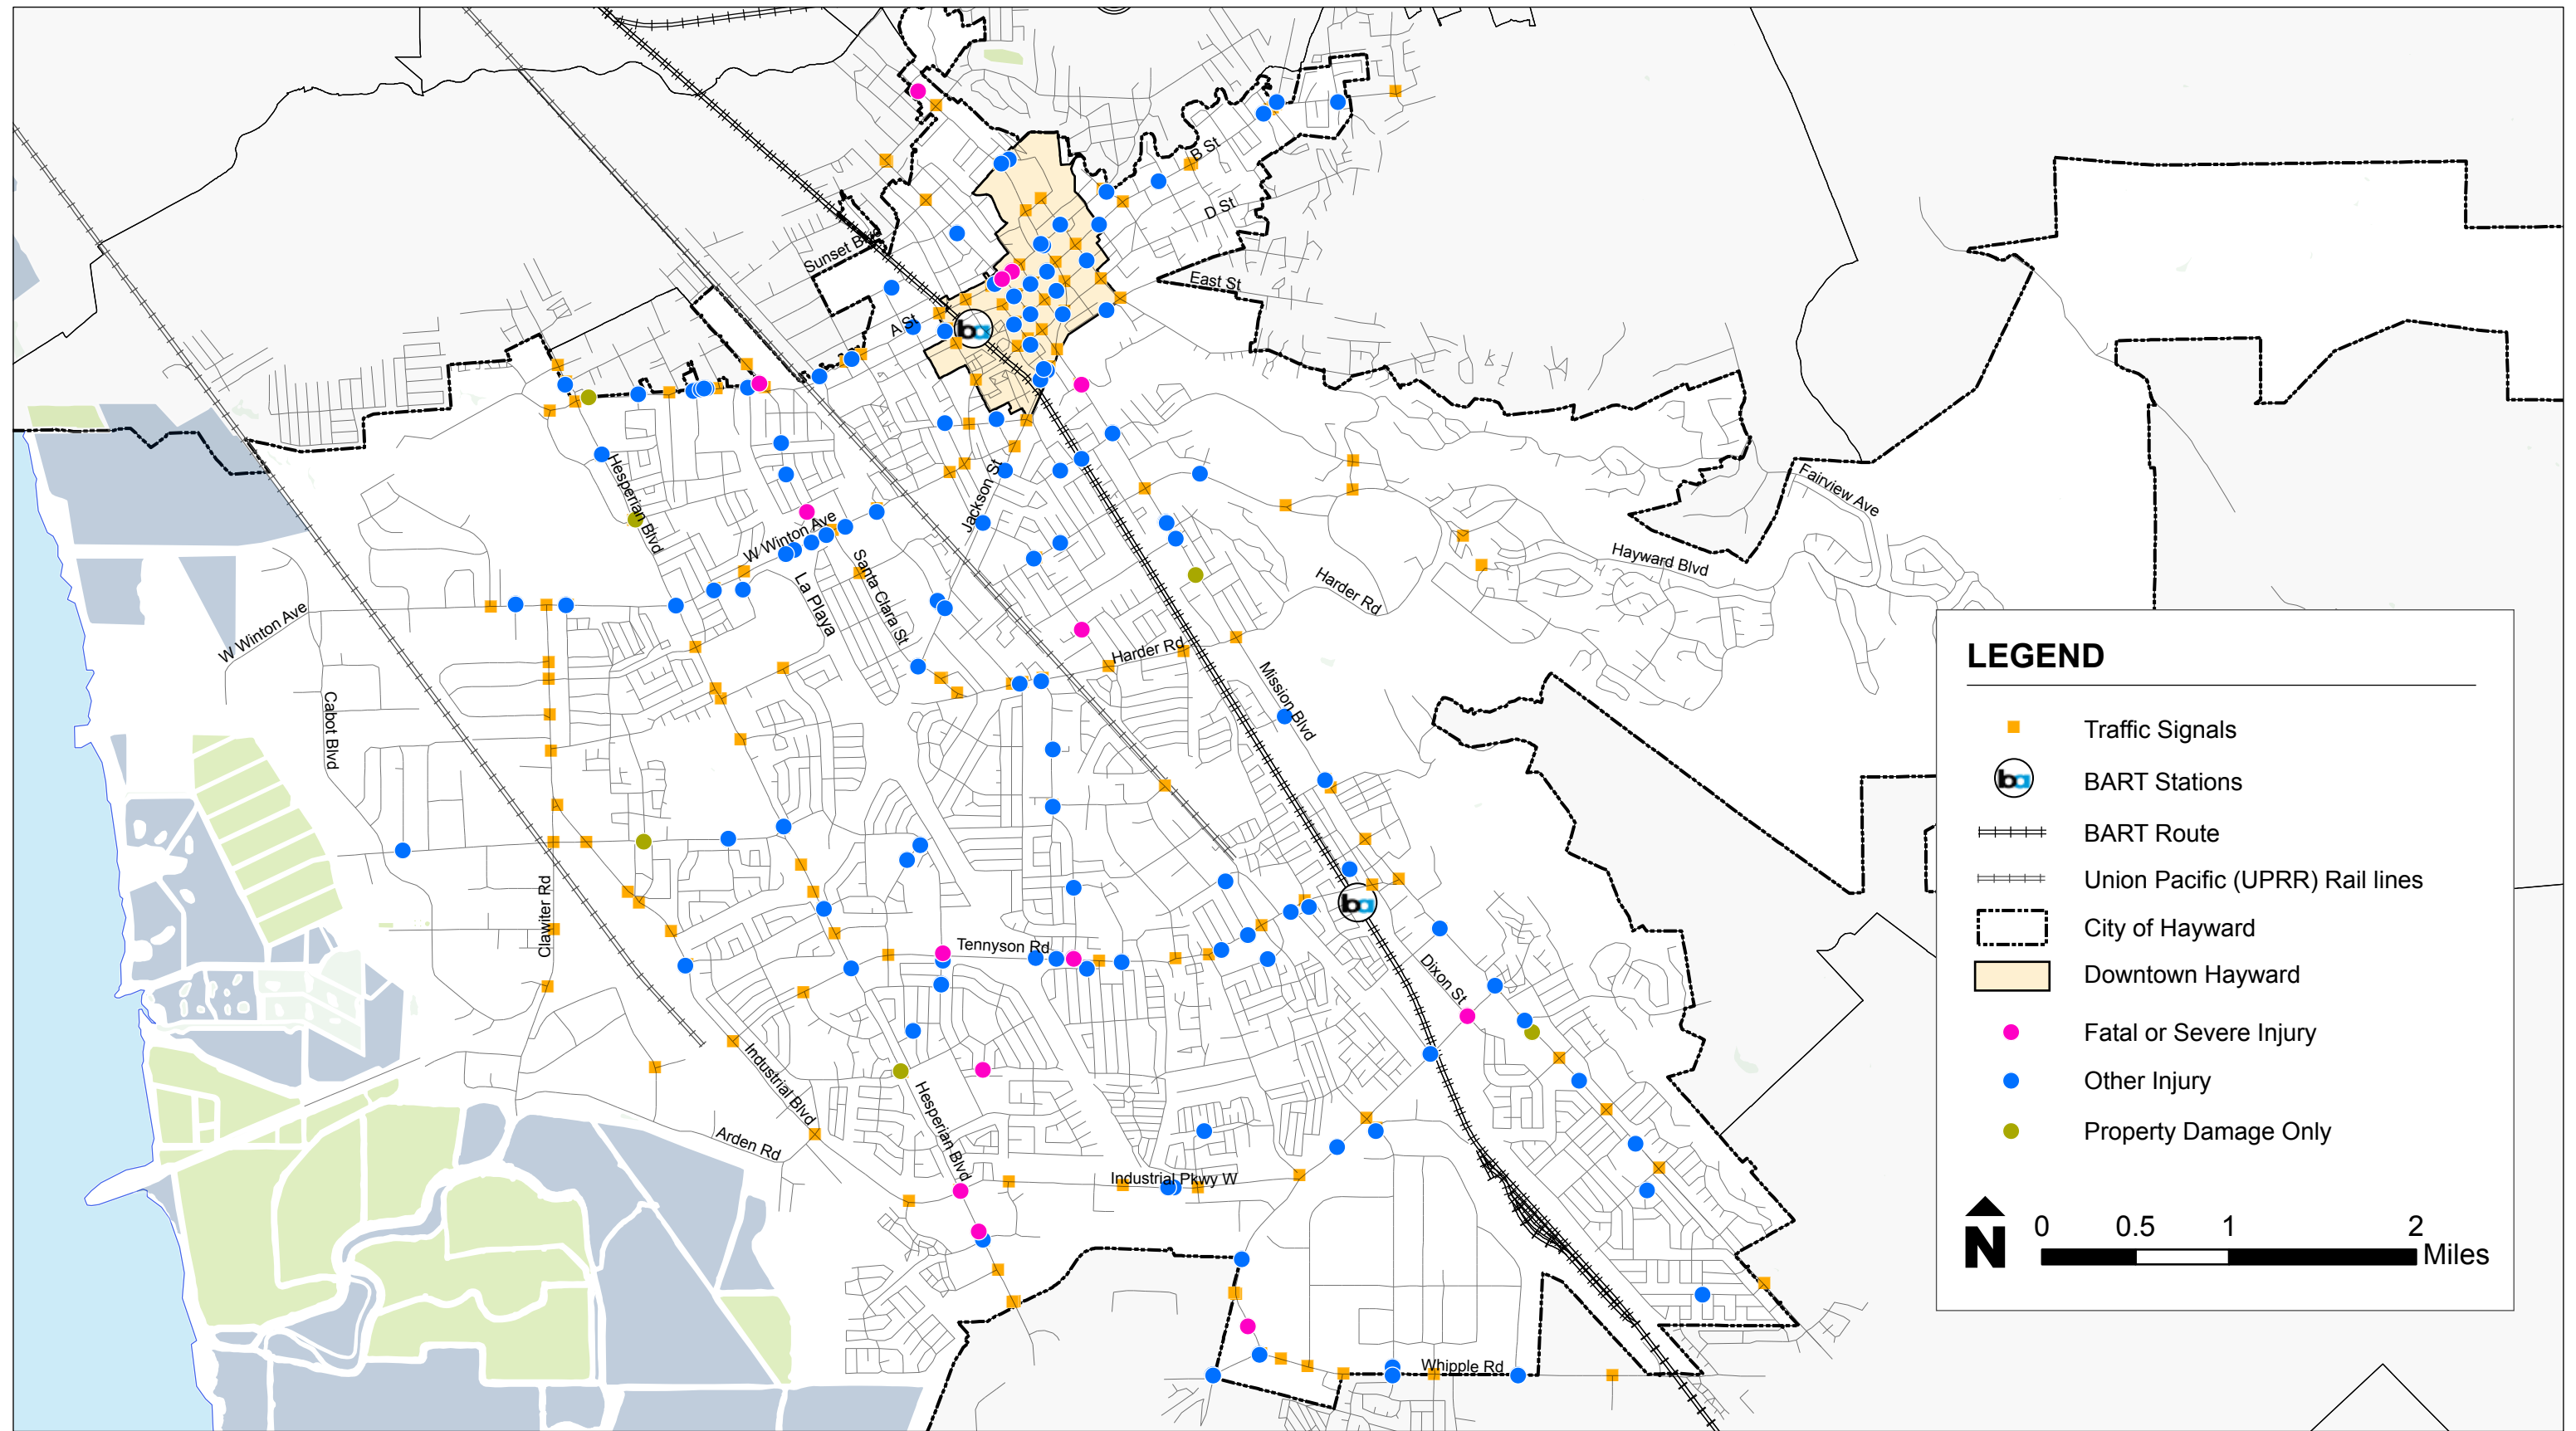 B St
D St
Sunset Blvd
East St
A St
Hesperian Blvd
Jackson St
Fairview Ave
W Winton Ave
Hayward Blvd
La Playa
Santa Clara St
Harder Rd
W Winton Ave
Harder Rd
Mission Blvd
Cabot Blvd
Clawiter Rd
Tennyson Rd
Dixon St
Industrial Blvd
Hesperian Blvd
Arden Rd
Industrial Pkwy W
Whipple Rd
ba
ba
LEGEND
Traffic Signals
ba
BART Stations
BART Route
Union Pacific (UPRR) Rail lines
City of Hayward
Downtown Hayward
Fatal or Severe Injury
Other Injury
Property Damage Only
N
0 0.5 1 2
Miles